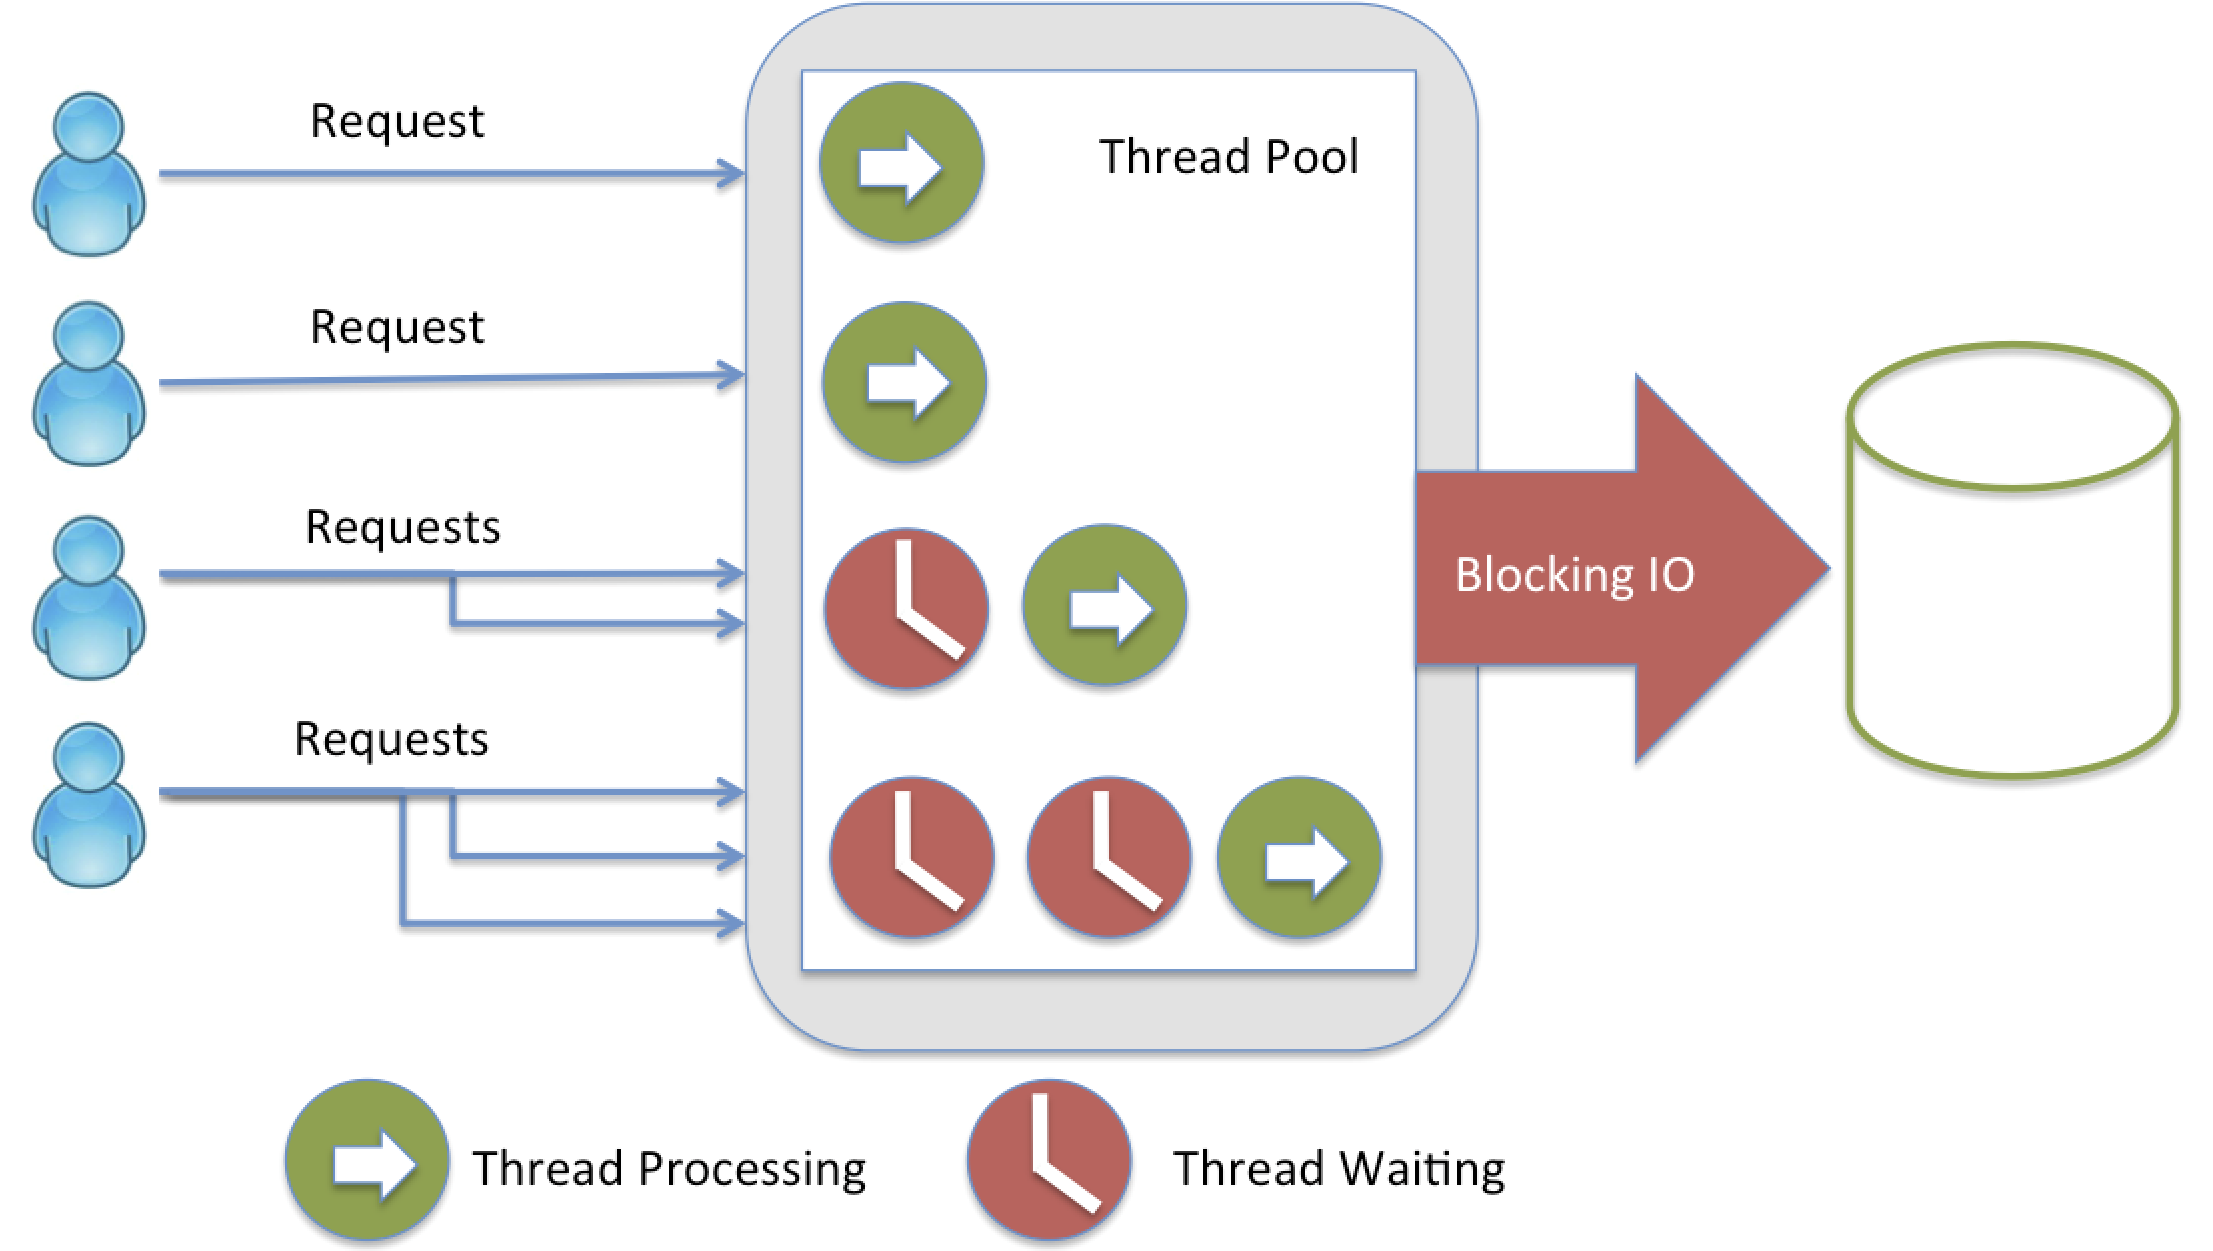 Request
Thread Pool
Request
Requests
Blocking IO
Requests
Thread Processing
Thread Waiting